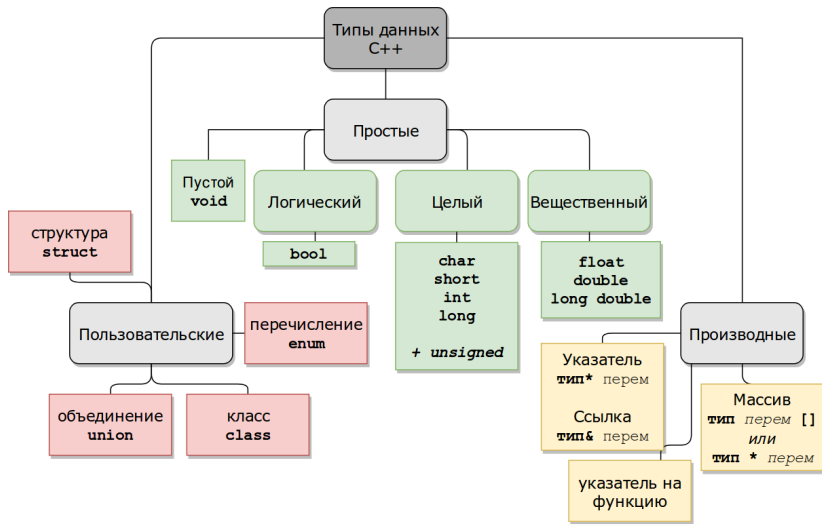 Типы данных
C++
Простые
Пустой
void
Логический
bool
Целый
char
short
int
long
+ unsigned
Вещественный
float
double
long double
структура
struct
Пользовательские
перечисление
enum
объединение
union
класс
class
Производные
Указатель
тип* перем
Ссылка
тип& перем
Массив
тип перем []
или
тип * перем
указатель на
функцию